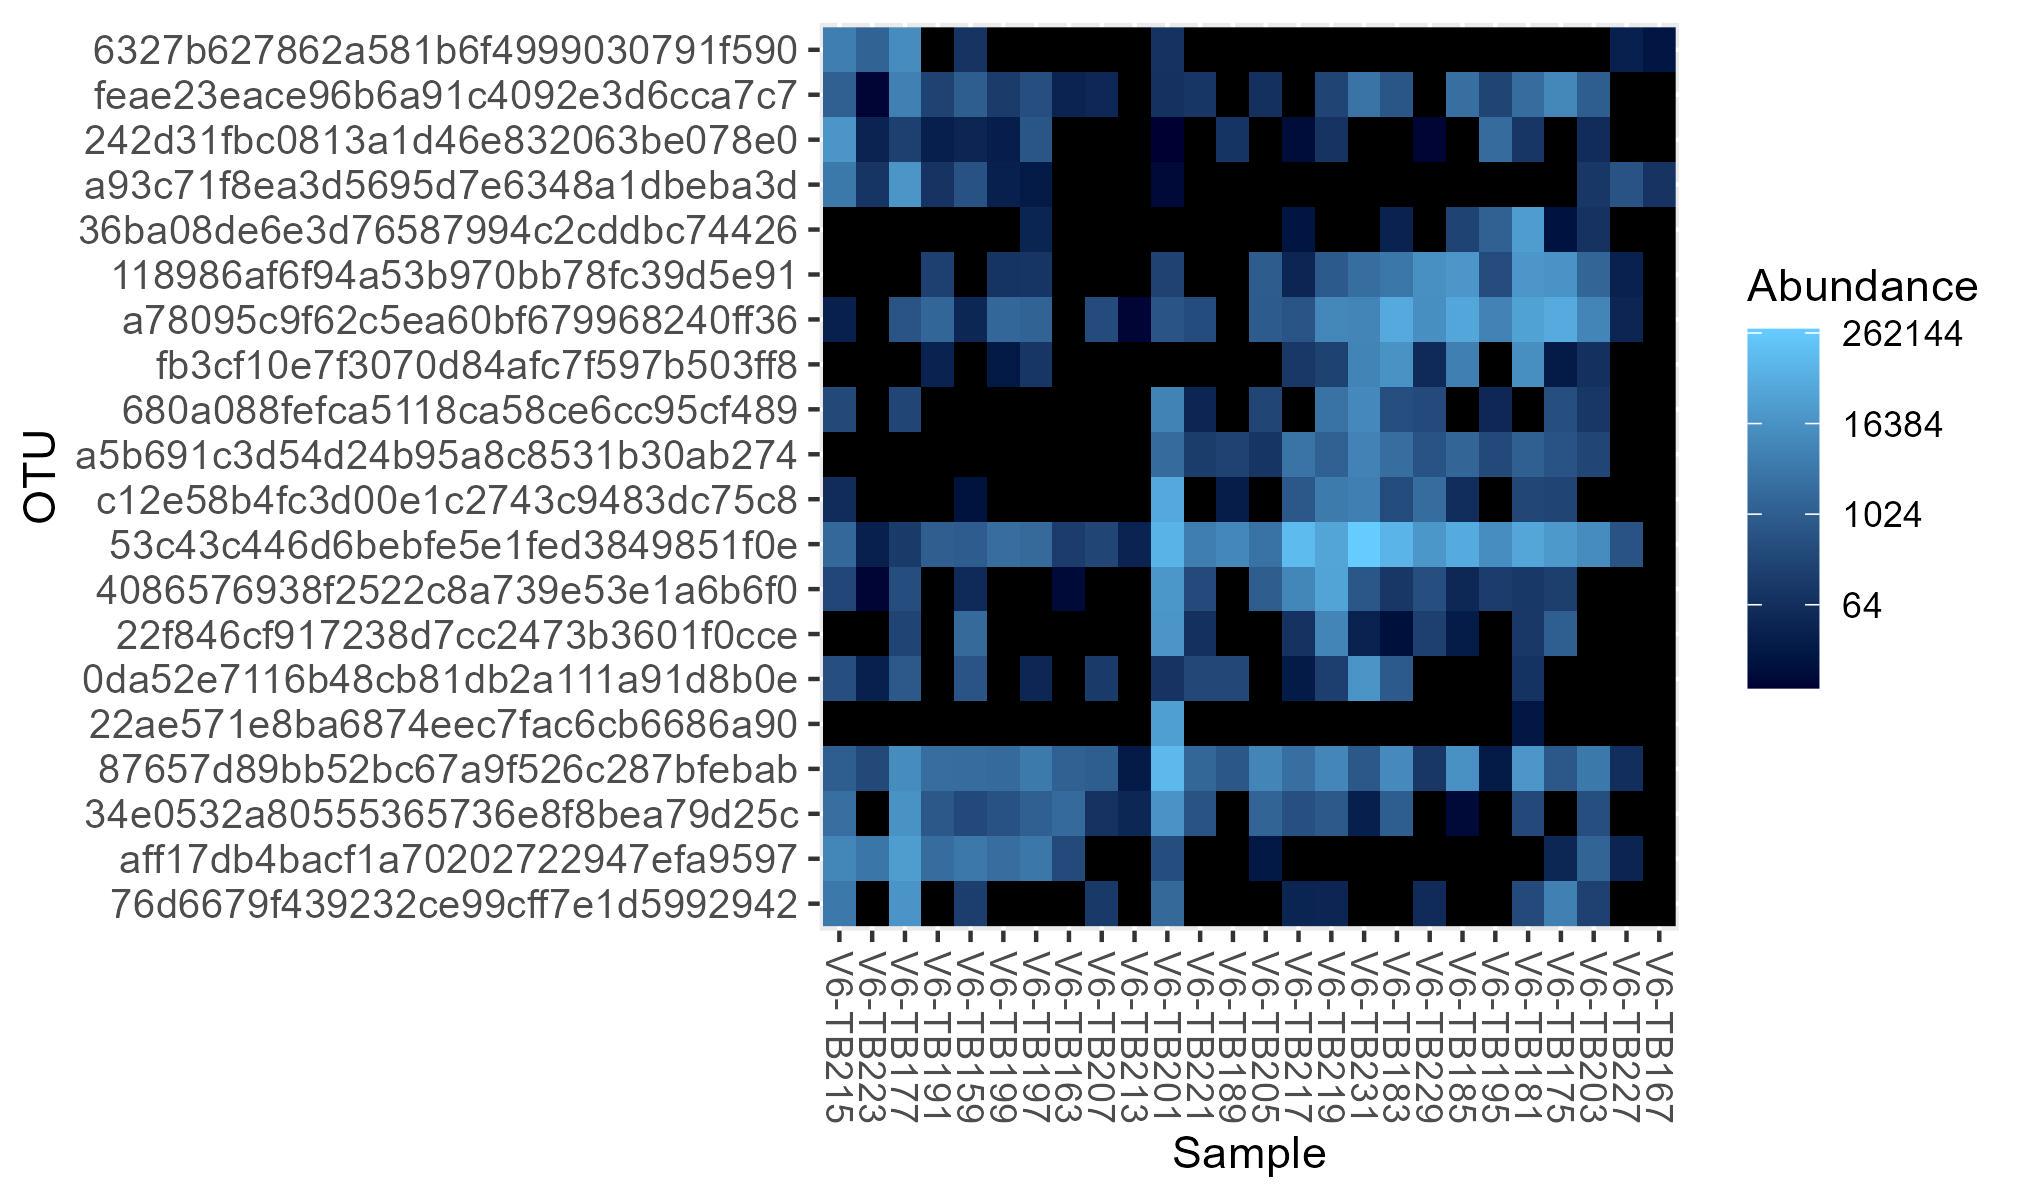 6327b627862a581b6f4999030791f590
feae23eace96b6a91c4092e3d6cca7c7
242d31fbc0813a1d46e832063be078e0
a93c71f8ea3d5695d7e6348a1dbeba3d
36ba08de6e3d76587994c2cddbc74426
118986af6f94a53b970bb78fc39d5e91
a78095c9f62c5ea60bf679968240ff36
fb3cf10e7f3070d84afc7f597b503ff8
680a088fefca5118ca58ce6cc95cf489
a5b691c3d54d24b95a8c8531b30ab274
c12e58b4fc3d00e1c2743c9483dc75c8
53c43c446d6bebfe5e1fed3849851f0e
4086576938f2522c8a739e53e1a6b6f0
22f846cf917238d7cc2473b3601f0cce
0da52e7116b48cb81db2a111a91d8b0e
22ae571e8ba6874eec7fac6cb6686a90
87657d89bb52bc67a9f526c287bfebab
34e0532a80555365736e8f8bea79d25c
aff17db4bacf1a70202722947efa9597
76d6679f439232ce99cff7e1d5992942
OTU
V6-TB215
V6-TB223
V6-TB177
V6-TB191
V6-TB159
V6-TB199
V6-TB197
V6-TB163
V6-TB207
V6-TB213
V6-TB201
V6-TB221
V6-TB189
V6-TB205
V6-TB217
V6-TB219
V6-TB231
V6-TB183
V6-TB229
V6-TB185
V6-TB195
V6-TB181
V6-TB175
V6-TB203
V6-TB227
V6-TB167
Sample
Abundance
262144
16384
1024
64